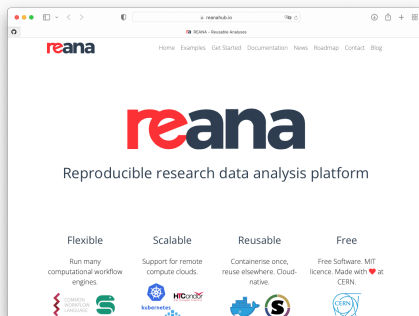 reanahub.io
REANA - Reusable Analyses
reana
Home Examples Get Started Documentation News Roadmap Contact Blog
reana
Reproducible research data analysis platform
Flexible
Run many
computational workflow
engines.
COMMON
WORKFLOW
LANGUAGE
Scalable
Support for remote
compute clouds.
kubernetes
HTCondor
Reusable
Containerise once,
reuse elsewhere. Cloud-
native.
Free
Free Software. MIT
licence. Made with ❤ at
CERN.
CERN